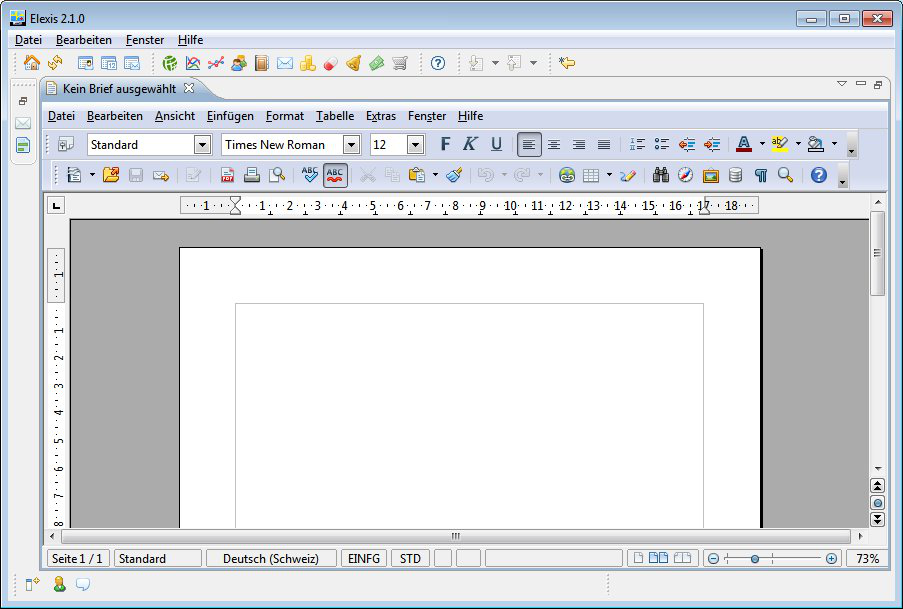 Elexis 2.1.0
Datei Bearbeiten Fenster Hilfe
Kein Brief ausgewählt
Datei Bearbeiten Ansicht Einfügen Format Tabelle Extras Fenster Hilfe
Standard Times New Roman 12 F K U A
PDF ABC ABC
1 1 2 3 4 5 6 7 8 9 10 11 12 13 14 15 16 17 18
1
1
2
3
4
5
6
7
8
Seite 1 / 1 Standard Deutsch (Schweiz) EINFG STD 73%